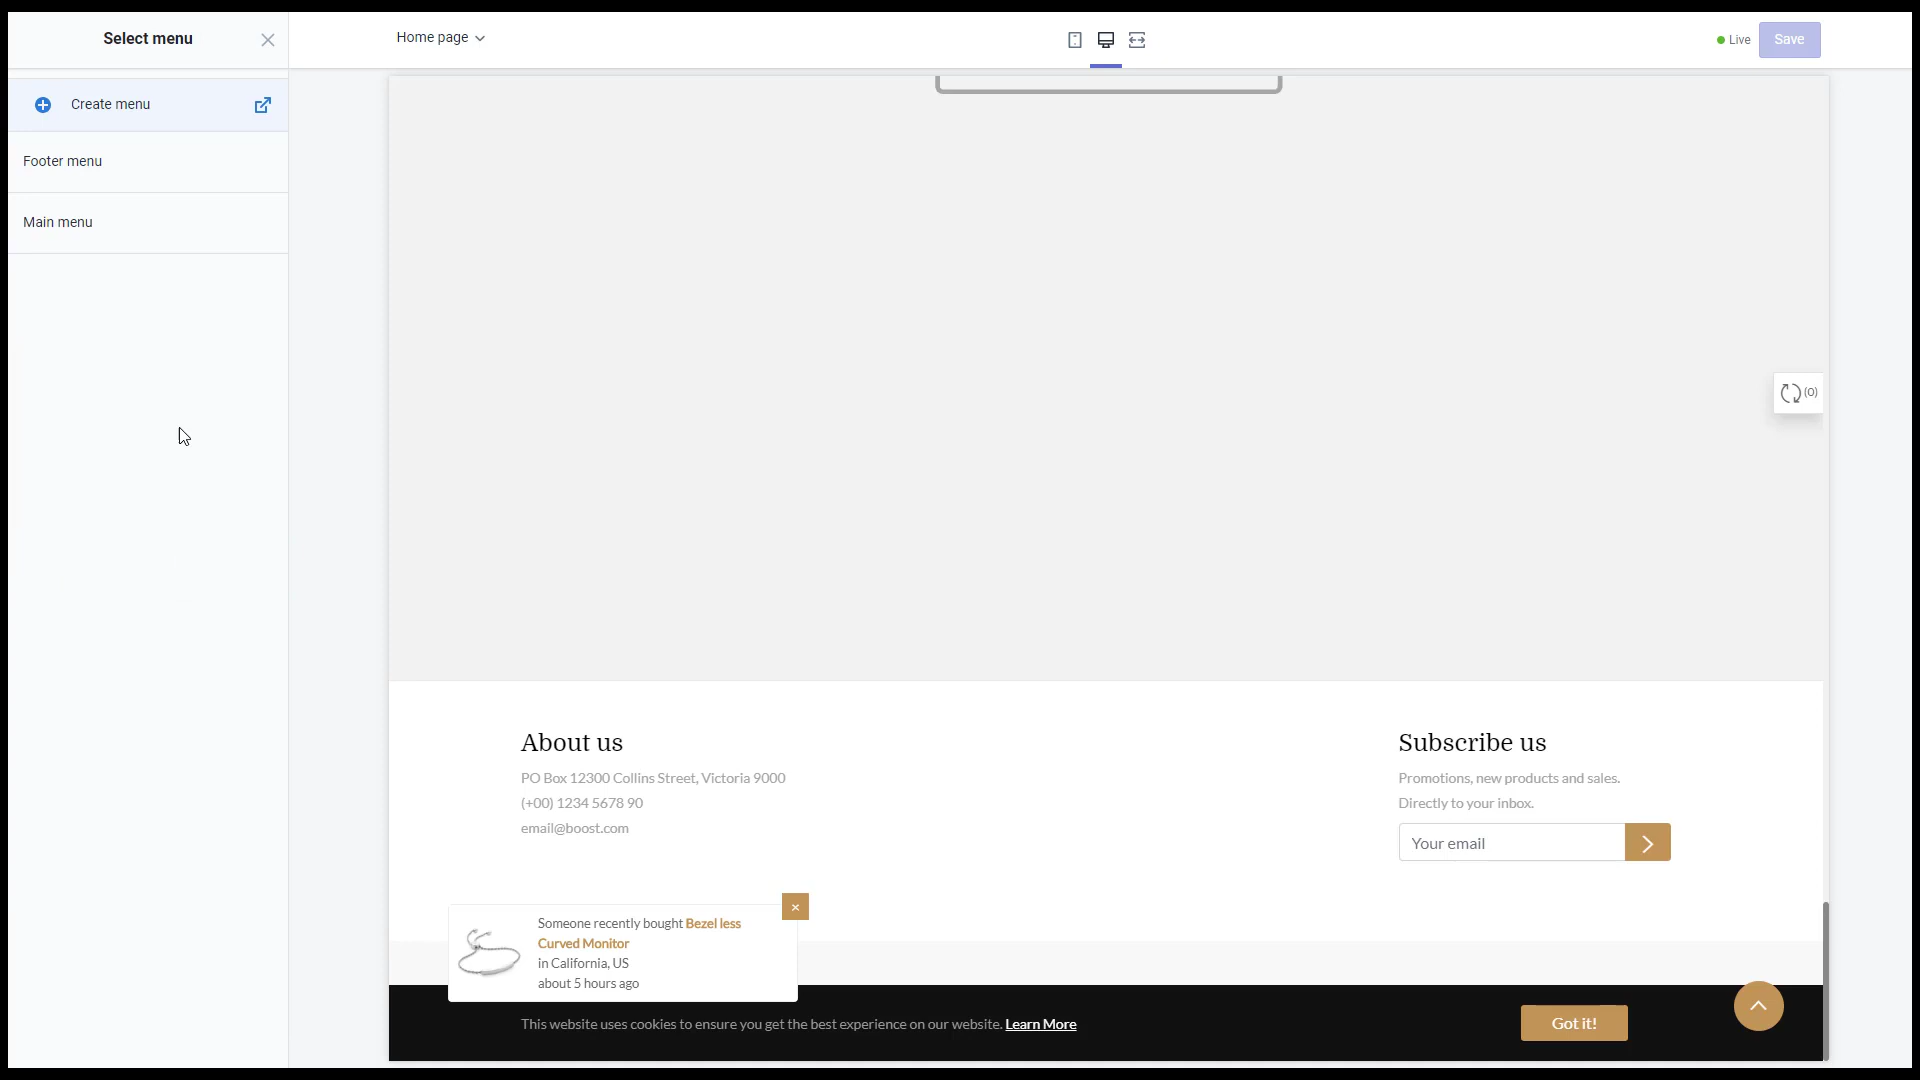 Select menu
Home page
Live
Save
Create menu
Footer menu
Main menu
(0)
About us
PO Box 12300 Collins Street, Victoria 9000
(+00) 1234 5678 90
email@boost.com
Subscribe us
Promotions, new products and sales.
Directly to your inbox.
Your email
Someone recently bought Bezel less
Curved Monitor
in California, US
about 5 hours ago
This website uses cookies to ensure you get the best experience on our website. Learn More
Got it!